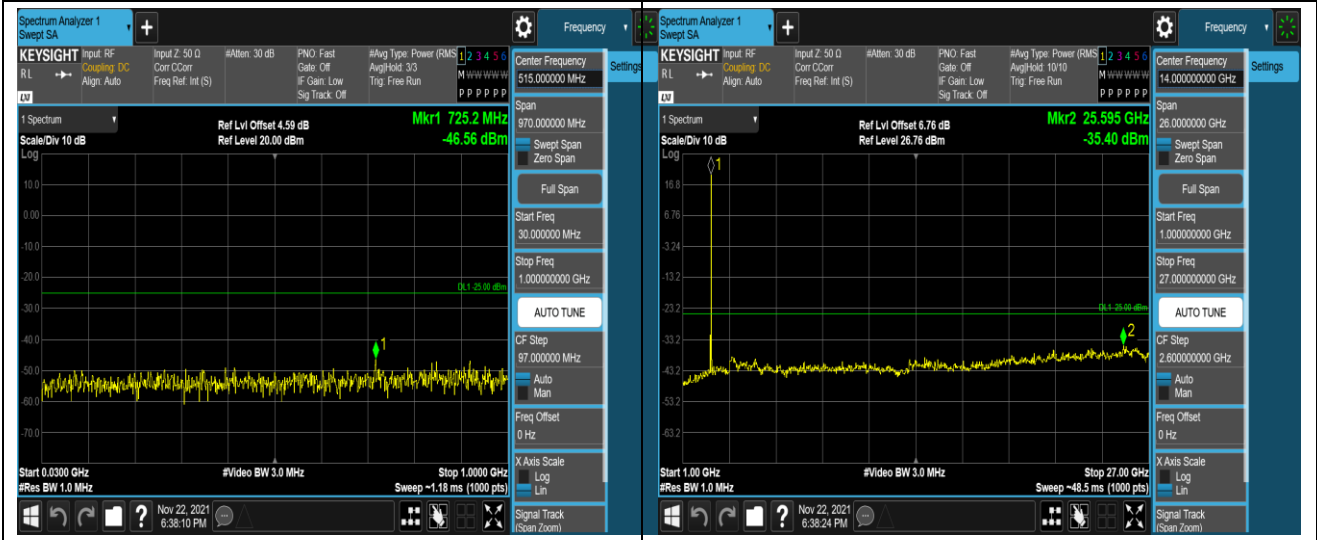 Spectrum Analyzer 1
Swept SA
+
Frequency
KEYSIGHT
Input: RF
Input Z: 50 Ω
#Atten: 30 dB
PNO: Fast
#Avg Type: Power (RMS
1 2 3 4 5 6
RL
Coupling: DC
Corr CCorr
Gate: Off
Avg|Hold: 3/3
M W W W W W
Align: Auto
Freq Ref: Int (S)
IF Gain: Low
Trig: Free Run
Sig Track: Off
P P P P P P
LXI
Center Frequency
515.000000 MHz
Settings
1 Spectrum
Ref Lvl Offset 4.59 dB
Mkr1 725.2 MHz
Scale/Div 10 dB
Ref Level 20.00 dBm
-46.56 dBm
Log
10.0
0.00
-10.0
-20.0
-30.0
-40.0
-50.0
-60.0
-70.0
DL1 -25.00 dBm
1
Start 0.0300 GHz
#Video BW 3.0 MHz
Stop 1.0000 GHz
#Res BW 1.0 MHz
Sweep ~1.18 ms (1000 pts)
Span
970.000000 MHz
Swept Span
Zero Span
Full Span
Start Freq
30.000000 MHz
Stop Freq
1.000000000 GHz
AUTO TUNE
CF Step
97.000000 MHz
Auto
Man
Freq Offset
0 Hz
X Axis Scale
Log
Lin
Signal Track
(Span Zoom)
?
Nov 22, 2021
6:38:10 PM
Spectrum Analyzer 1
Swept SA
+
Frequency
KEYSIGHT
Input: RF
Input Z: 50 Ω
#Atten: 30 dB
PNO: Fast
#Avg Type: Power (RMS
1 2 3 4 5 6
RL
Coupling: DC
Corr CCorr
Gate: Off
Avg|Hold: 10/10
M W W W W W
Align: Auto
Freq Ref: Int (S)
IF Gain: Low
Trig: Free Run
Sig Track: Off
P P P P P P
LXI
Center Frequency
14.000000000 GHz
Settings
1 Spectrum
Ref Lvl Offset 6.76 dB
Mkr2 25.595 GHz
Scale/Div 10 dB
Ref Level 26.76 dBm
-35.40 dBm
Log
1
16.8
6.76
-3.24
-13.2
-23.2
-33.2
-43.2
-53.2
-63.2
DL1 -25.00 dBm
2
Start 1.00 GHz
#Video BW 3.0 MHz
Stop 27.00 GHz
#Res BW 1.0 MHz
Sweep ~48.5 ms (1000 pts)
Span
26.0000000 GHz
Swept Span
Zero Span
Full Span
Start Freq
1.000000000 GHz
Stop Freq
27.000000000 GHz
AUTO TUNE
CF Step
2.600000000 GHz
Auto
Man
Freq Offset
0 Hz
X Axis Scale
Log
Lin
Signal Track
(Span Zoom)
?
Nov 22, 2021
6:38:24 PM